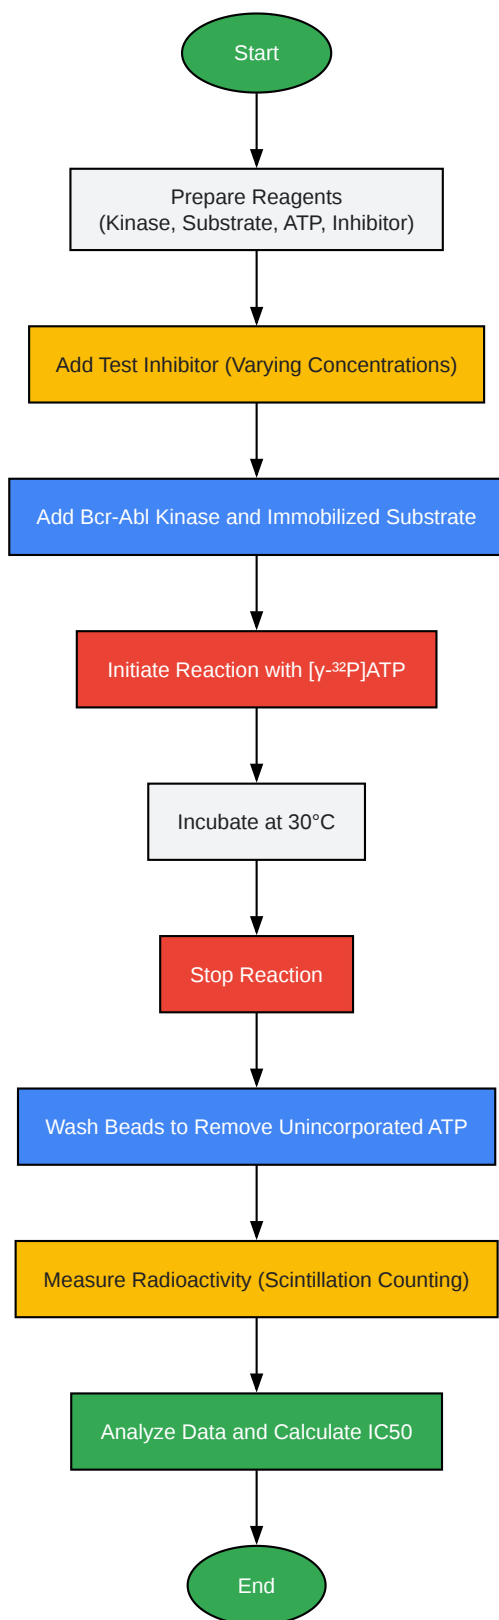 Start
Prepare Reagents
(Kinase, Substrate, ATP, Inhibitor)
Add Test Inhibitor (Varying Concentrations)
Add Bcr-Abl Kinase and Immobilized Substrate
Initiate Reaction with [γ-³²P]ATP
Incubate at 30°C
Stop Reaction
Wash Beads to Remove Unincorporated ATP
Measure Radioactivity (Scintillation Counting)
Analyze Data and Calculate IC50
End